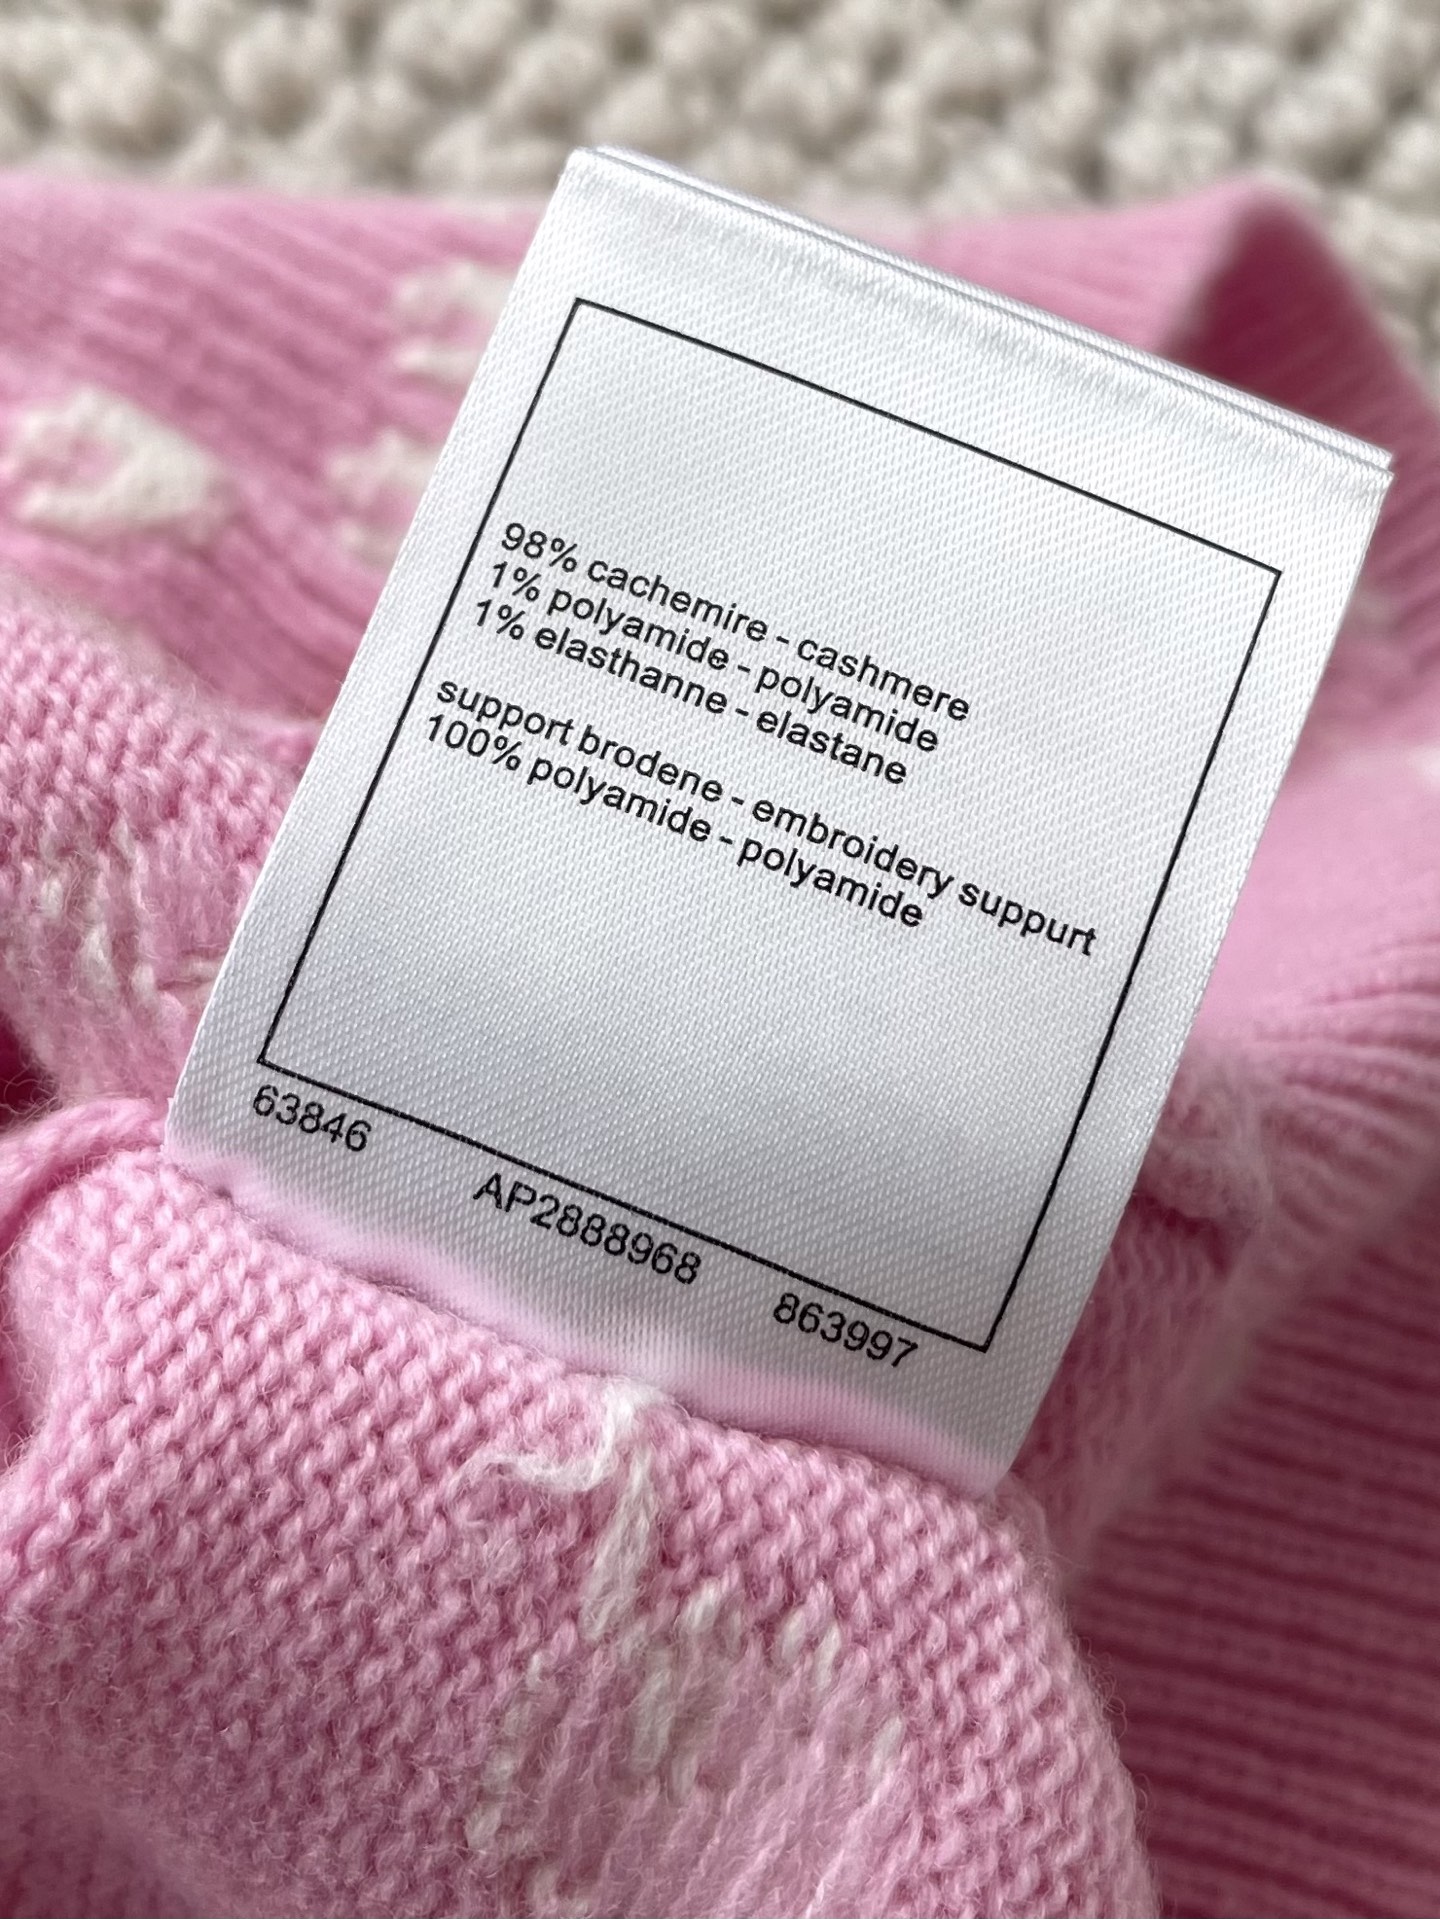 98% cachemire - cashmere
1% polyamide - polyamide
1% elasthanne - elastane
support brodene - embroidery suppurt
100% polyamide - polyamide
63846 AP2888968 863997